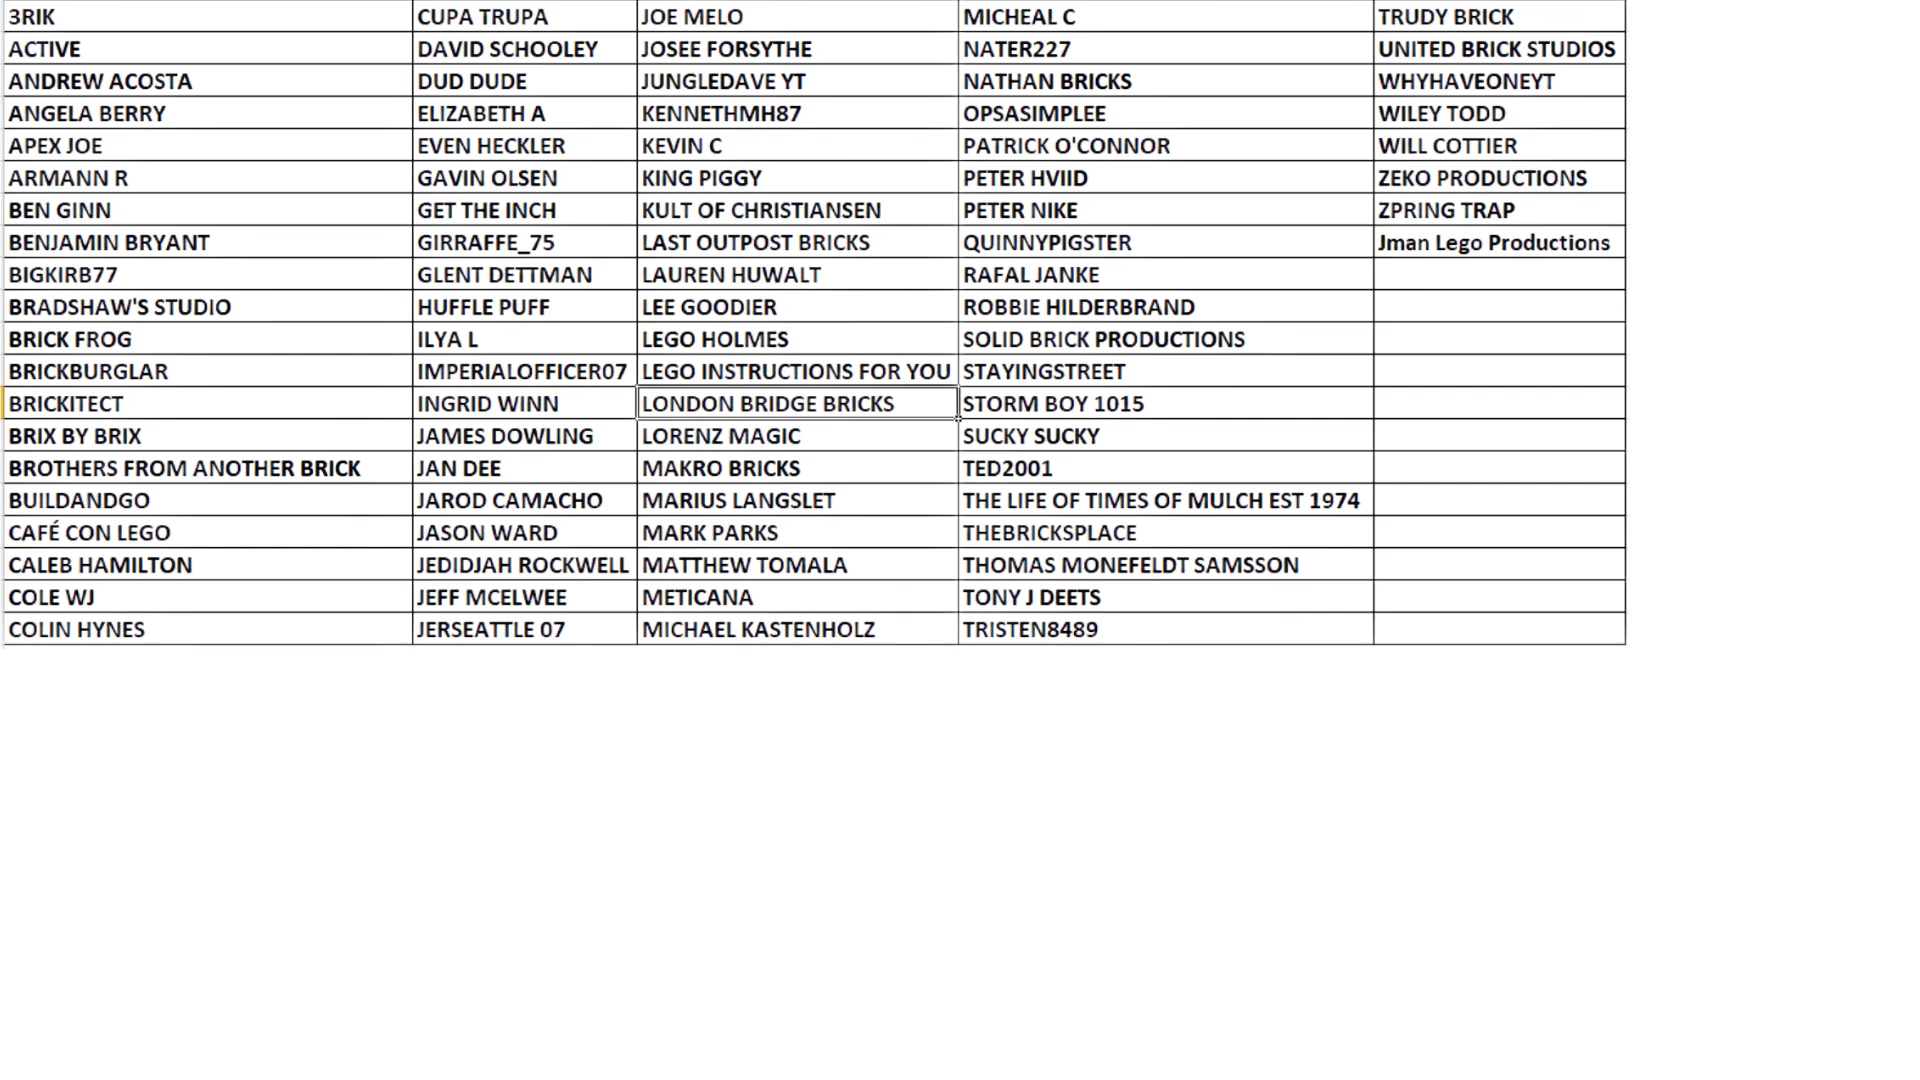 3RIK CUPA TRUPA JOE MELO MICHEAL C TRUDY BRICK
ACTIVE DAVID SCHOOLEY JOSEE FORSYTHE NATER227 UNITED BRICK STUDIOS
ANDREW ACOSTA DUD DUDE JUNGLEDAVE YT NATHAN BRICKS WHYHAVEONEYT
ANGELA BERRY ELIZABETH A KENNETHMH87 OPSASIMPLEE WILEY TODD
APEX JOE EVEN HECKLER KEVIN C PATRICK O'CONNOR WILL COTTIER
ARMANN R GAVIN OLSEN KING PIGGY PETER HVIID ZEKO PRODUCTIONS
BEN GINN GET THE INCH KULT OF CHRISTIANSEN PETER NIKE ZPRING TRAP
BENJAMIN BRYANT GIRRAFFE_75 LAST OUTPOST BRICKS QUINNYPIGSTER Jman Lego Productions
BIGKIRB77 GLENT DETTMAN LAUREN HUWALT RAFAL JANKE
BRADSHAW'S STUDIO HUFFLE PUFF LEE GOODIER ROBBIE HILDERBRAND
BRICK FROG ILYA L LEGO HOLMES SOLID BRICK PRODUCTIONS
BRICKBURGLAR IMPERIALOFFICER07 LEGO INSTRUCTIONS FOR YOU STAYINGSTREET
BRICKITECT INGRID WINN LONDON BRIDGE BRICKS STORM BOY 1015
BRIX BY BRIX JAMES DOWLING LORENZ MAGIC SUCKY SUCKY
BROTHERS FROM ANOTHER BRICK JAN DEE MAKRO BRICKS TED2001
BUILDANDGO JAROD CAMACHO MARIUS LANGSLET THE LIFE OF TIMES OF MULCH EST 1974
CAFÉ CON LEGO JASON WARD MARK PARKS THEBRICKSPLACE
CALEB HAMILTON JEDIDJAH ROCKWELL MATTHEW TOMALA THOMAS MONEFELDT SAMSSON
COLE WJ JEFF MCELWEE METICANA TONY J DEETS
COLIN HYNES JERSEATTLE 07 MICHAEL KASTENHOLZ TRISTEN8489